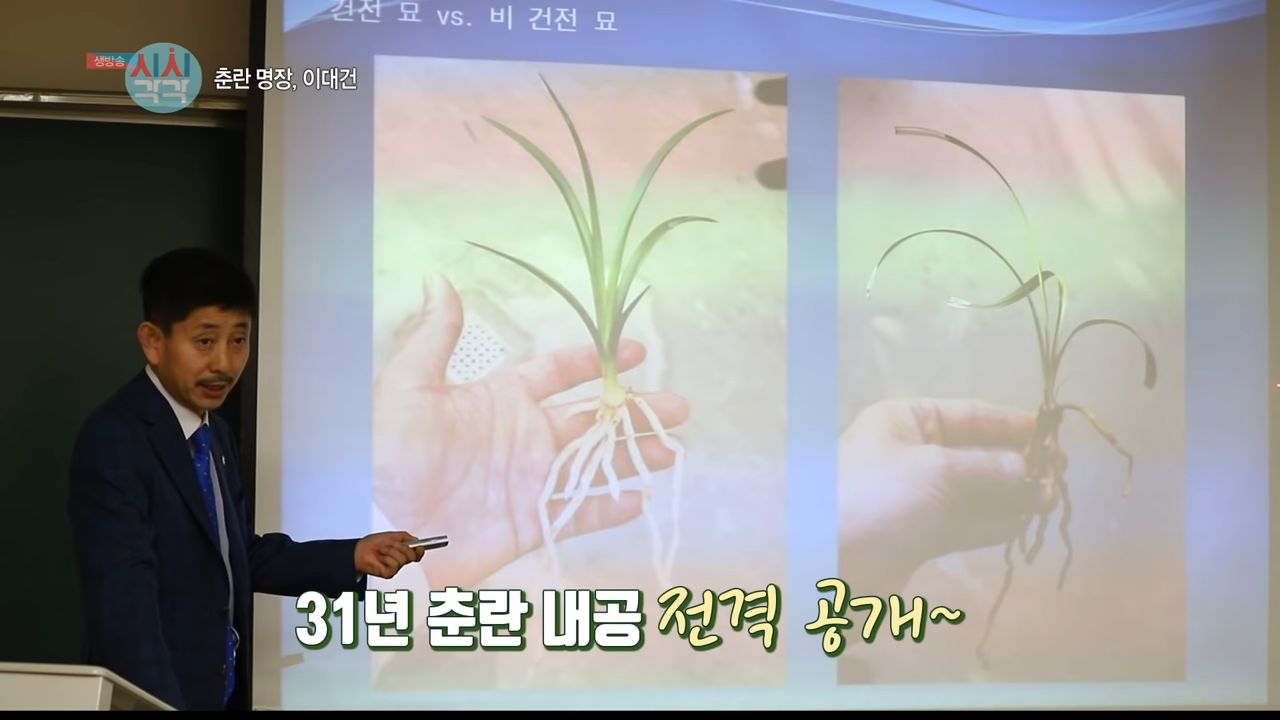 건전 묘 vs. 비 건전 묘
생방송
시시각각
춘란 명장, 이대건
31년 춘란 내공 전격 공개~